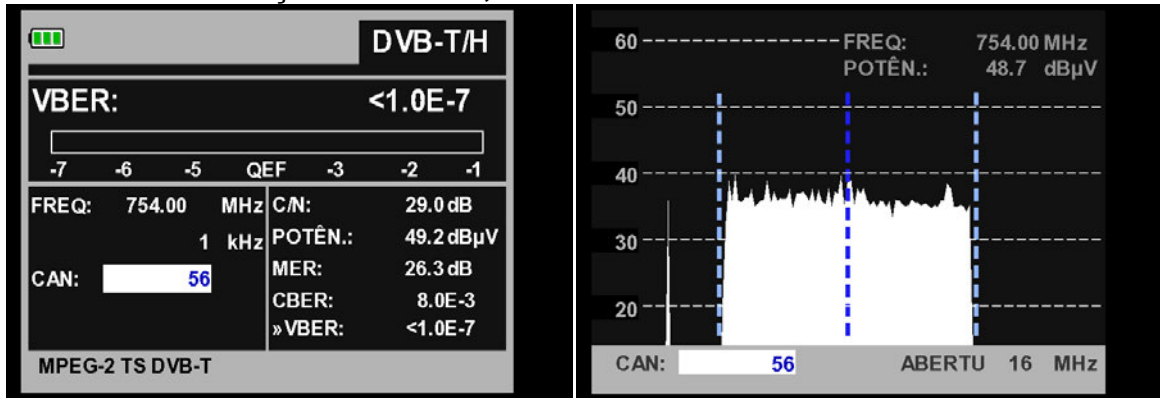 DVB-T/H
VBER: <1.0E-7
-7 -6 -5 QEF -3 -2 -1
FREQ: 754.00 MHz
1 kHz
CAN: 56
C/N: 29.0 dB
POTÊN.: 49.2 dBµV
MER: 26.3 dB
CBER: 8.0E-3
»VBER: <1.0E-7
MPEG-2 TS DVB-T
60 FREQ: 754.00 MHz
POTÊN.: 48.7 dBµV
50
40
30
20
CAN: 56 ABERTU 16 MHz